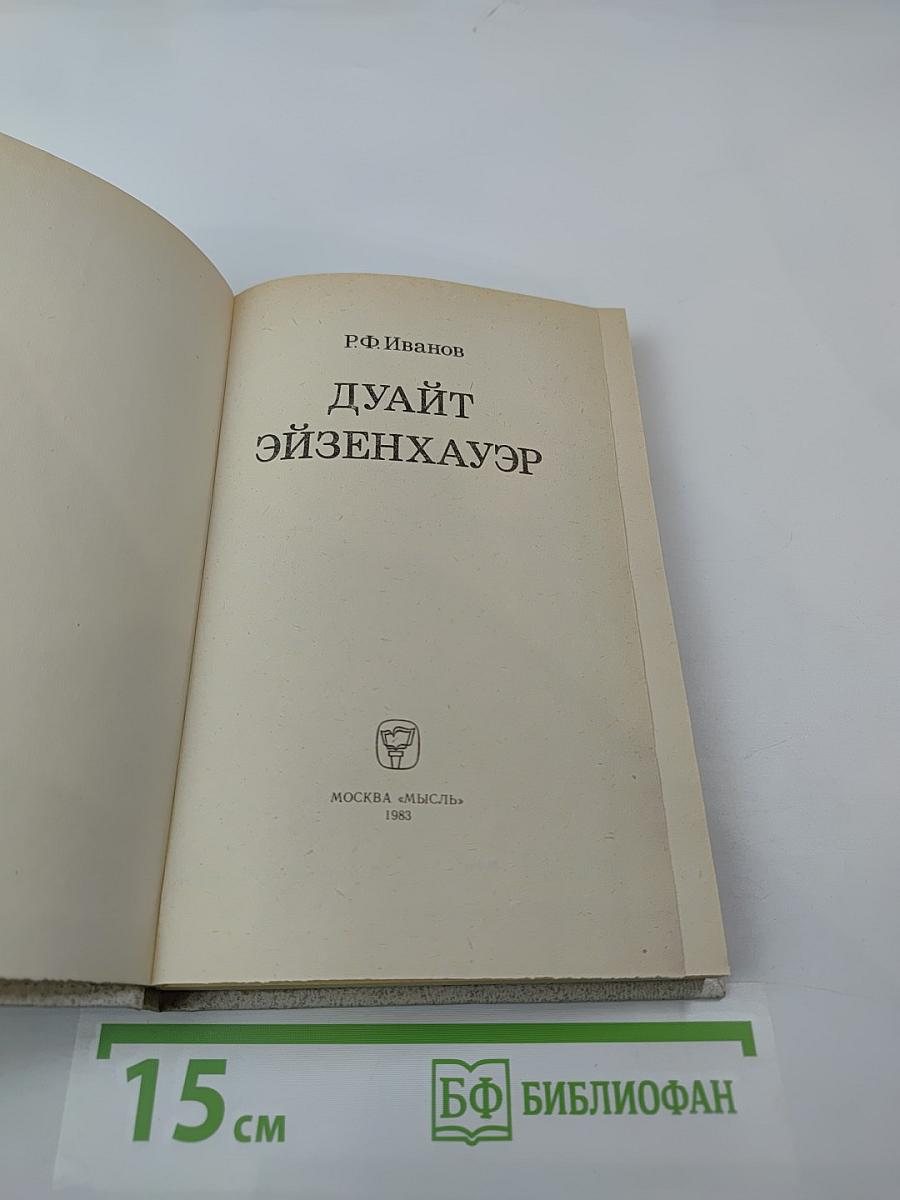 Р.Ф. Иванов
ДУАЙТ
ЭЙЗЕНХАУЭР
МОСКВА «МЫСЛЬ»
1983
15 см
БФ БИБЛИОФАН